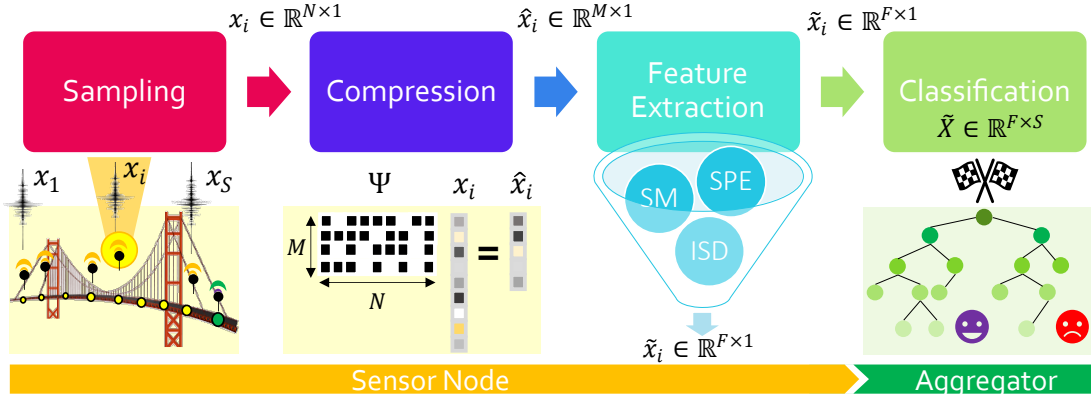 x_i ∈ ℝ^{N×1}
x̂_i ∈ ℝ^{M×1}
x̃_i ∈ ℝ^{F×1}
Sampling
Compression
Feature
Extraction
Classification
X̃ ∈ ℝ^{F×S}
x_1
x_i
x_S
Ψ
x_i
x̂_i
M
=
N
SM
SPE
ISD
x̃_i ∈ ℝ^{F×1}
Sensor Node
Aggregator